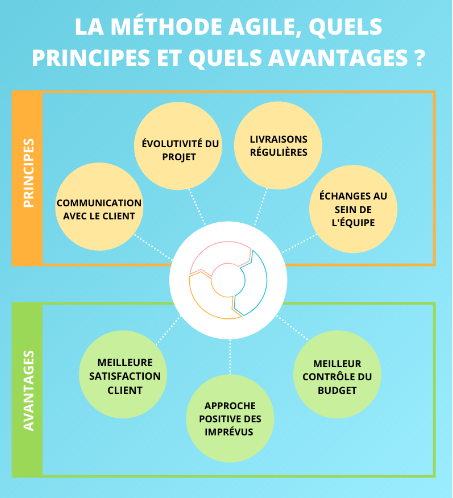 LA MÉTHODE AGILE, QUELS
PRINCIPES ET QUELS AVANTAGES ?
PRINCIPES
COMMUNICATION
AVEC LE CLIENT
ÉVOLUTIVITÉ DU
PROJET
LIVRAISONS
RÉGULIÈRES
ÉCHANGES AU
SEIN DE
L'ÉQUIPE
AVANTAGES
MEILLEURE
SATISFACTION
CLIENT
APPROCHE
POSITIVE DES
IMPRÉVUS
MEILLEUR
CONTRÔLE DU
BUDGET